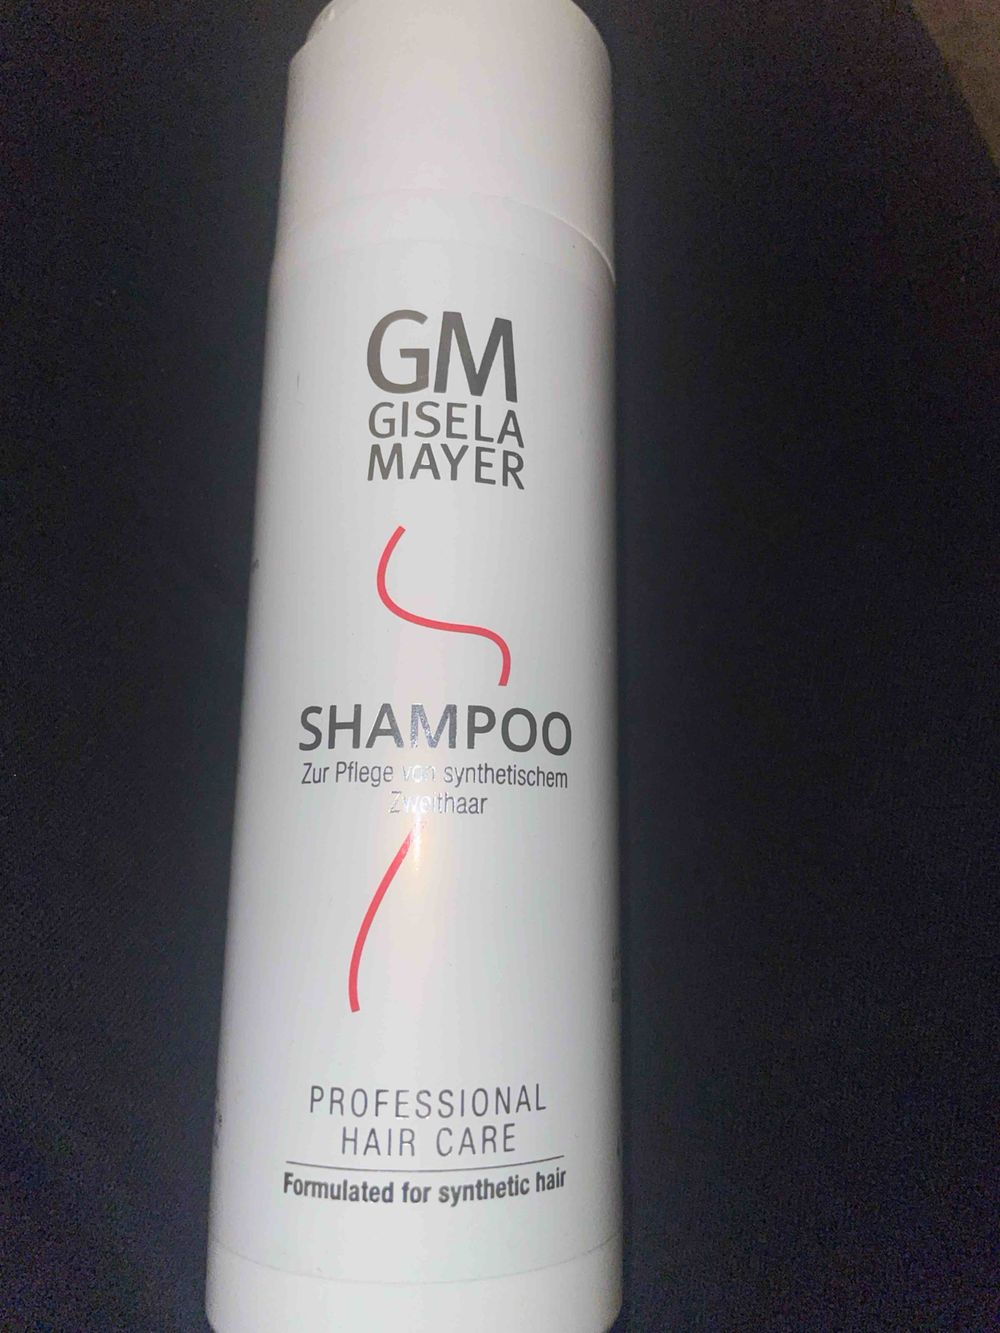 GM
GISELA
MAYER
SHAMPOO
Zur Pflege von synthetischem
Zweithaar
PROFESSIONAL
HAIR CARE
Formulated for synthetic hair